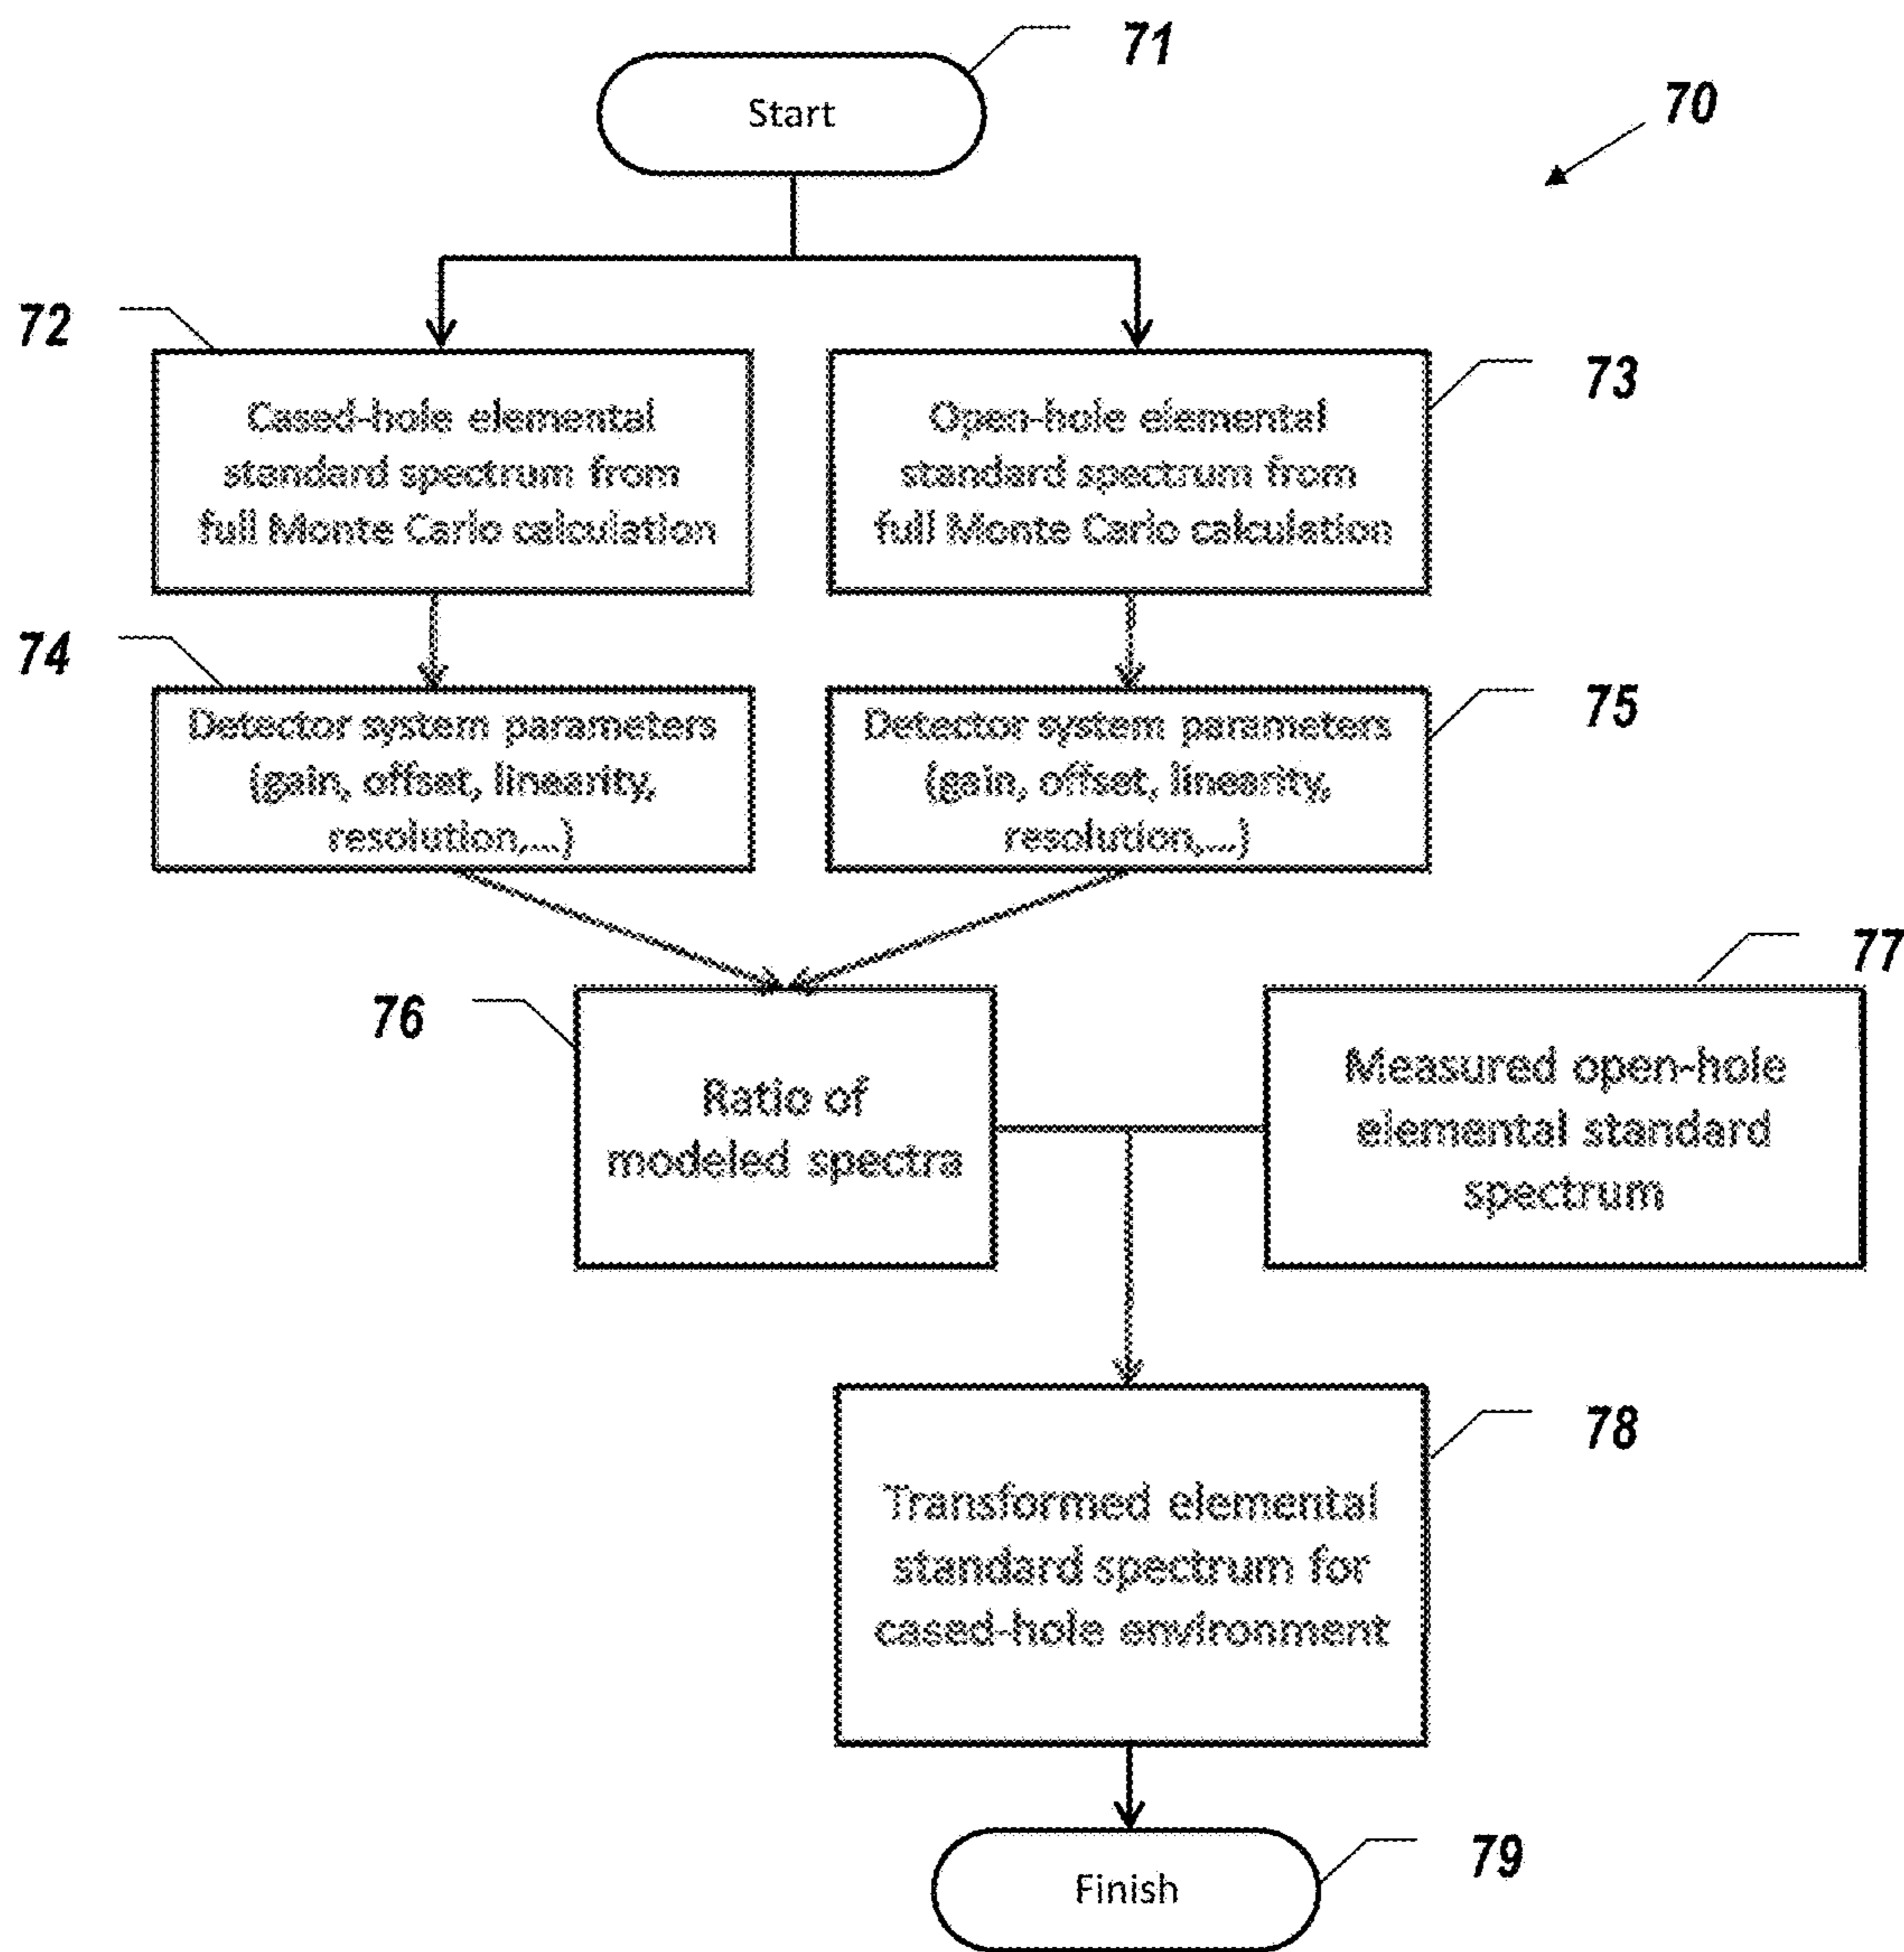 71
Start
70
72
Cased-hole elemental
standard spectrum from
full Monte Carlo calculation
73
Open-hole elemental
standard spectrum from
full Monte Carlo calculation
74
Detector system parameters
(gain, offset, linearity,
resolution,...)
75
Detector system parameters
(gain, offset, linearity,
resolution,...)
76
Ratio of
modeled spectra
77
Measured open-hole
elemental standard
spectrum
78
Transformed elemental
standard spectrum for
cased-hole environment
79
Finish